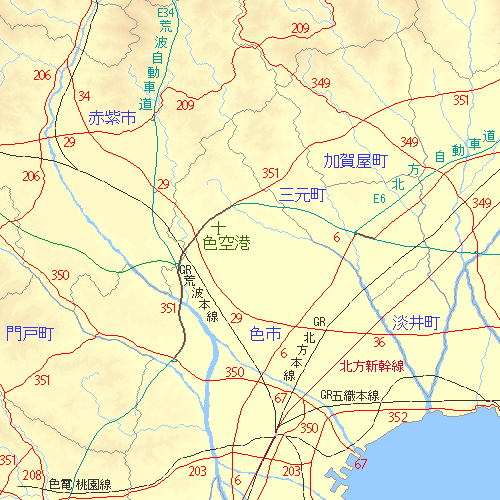 E34
荒波自動車道
206
34
209
209
349
351
赤紫市
29
加賀屋町
349
北方自動車道
206
29
351
三元町
E6
349
十
色空港
6
350
GR荒波本線
351
29
GR北方本線
淡井町
門戸町
色市
36
6
北方新幹線
351
350
67
GR五織本線
352
350
351
208
色電/桃園線
203
203
6
67